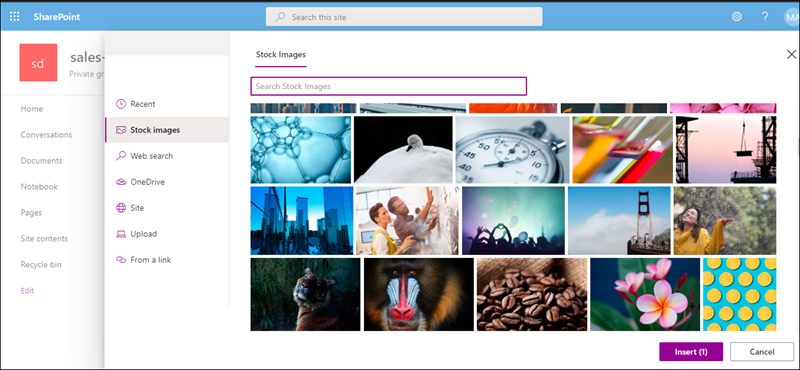 SharePoint
Search this site
MA
sd
sales-
Private gr
Home
Conversations
Documents
Notebook
Pages
Site contents
Recycle bin
Edit
Recent
Stock images
Web search
OneDrive
Site
Upload
From a link
Stock Images
Search Stock Images
Insert (1)
Cancel